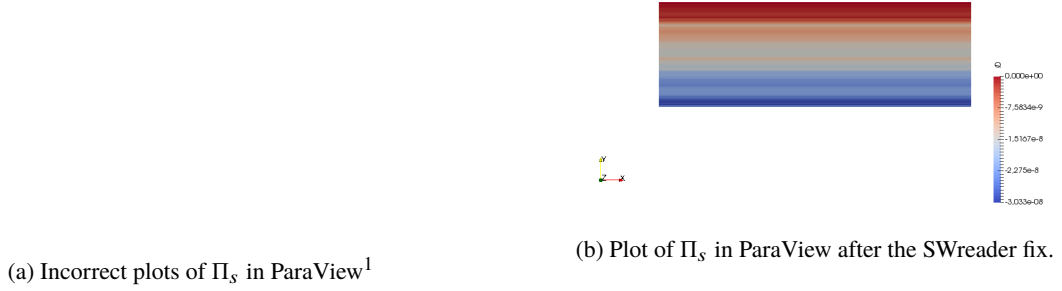 Q
0.000e+00
-7.5834e-9
-1.5167e-8
-2.275e-8
-3.033e-08
Y
Z
X
(a) Incorrect plots of Πs in ParaView1
(b) Plot of Πs in ParaView after the SWreader fix.